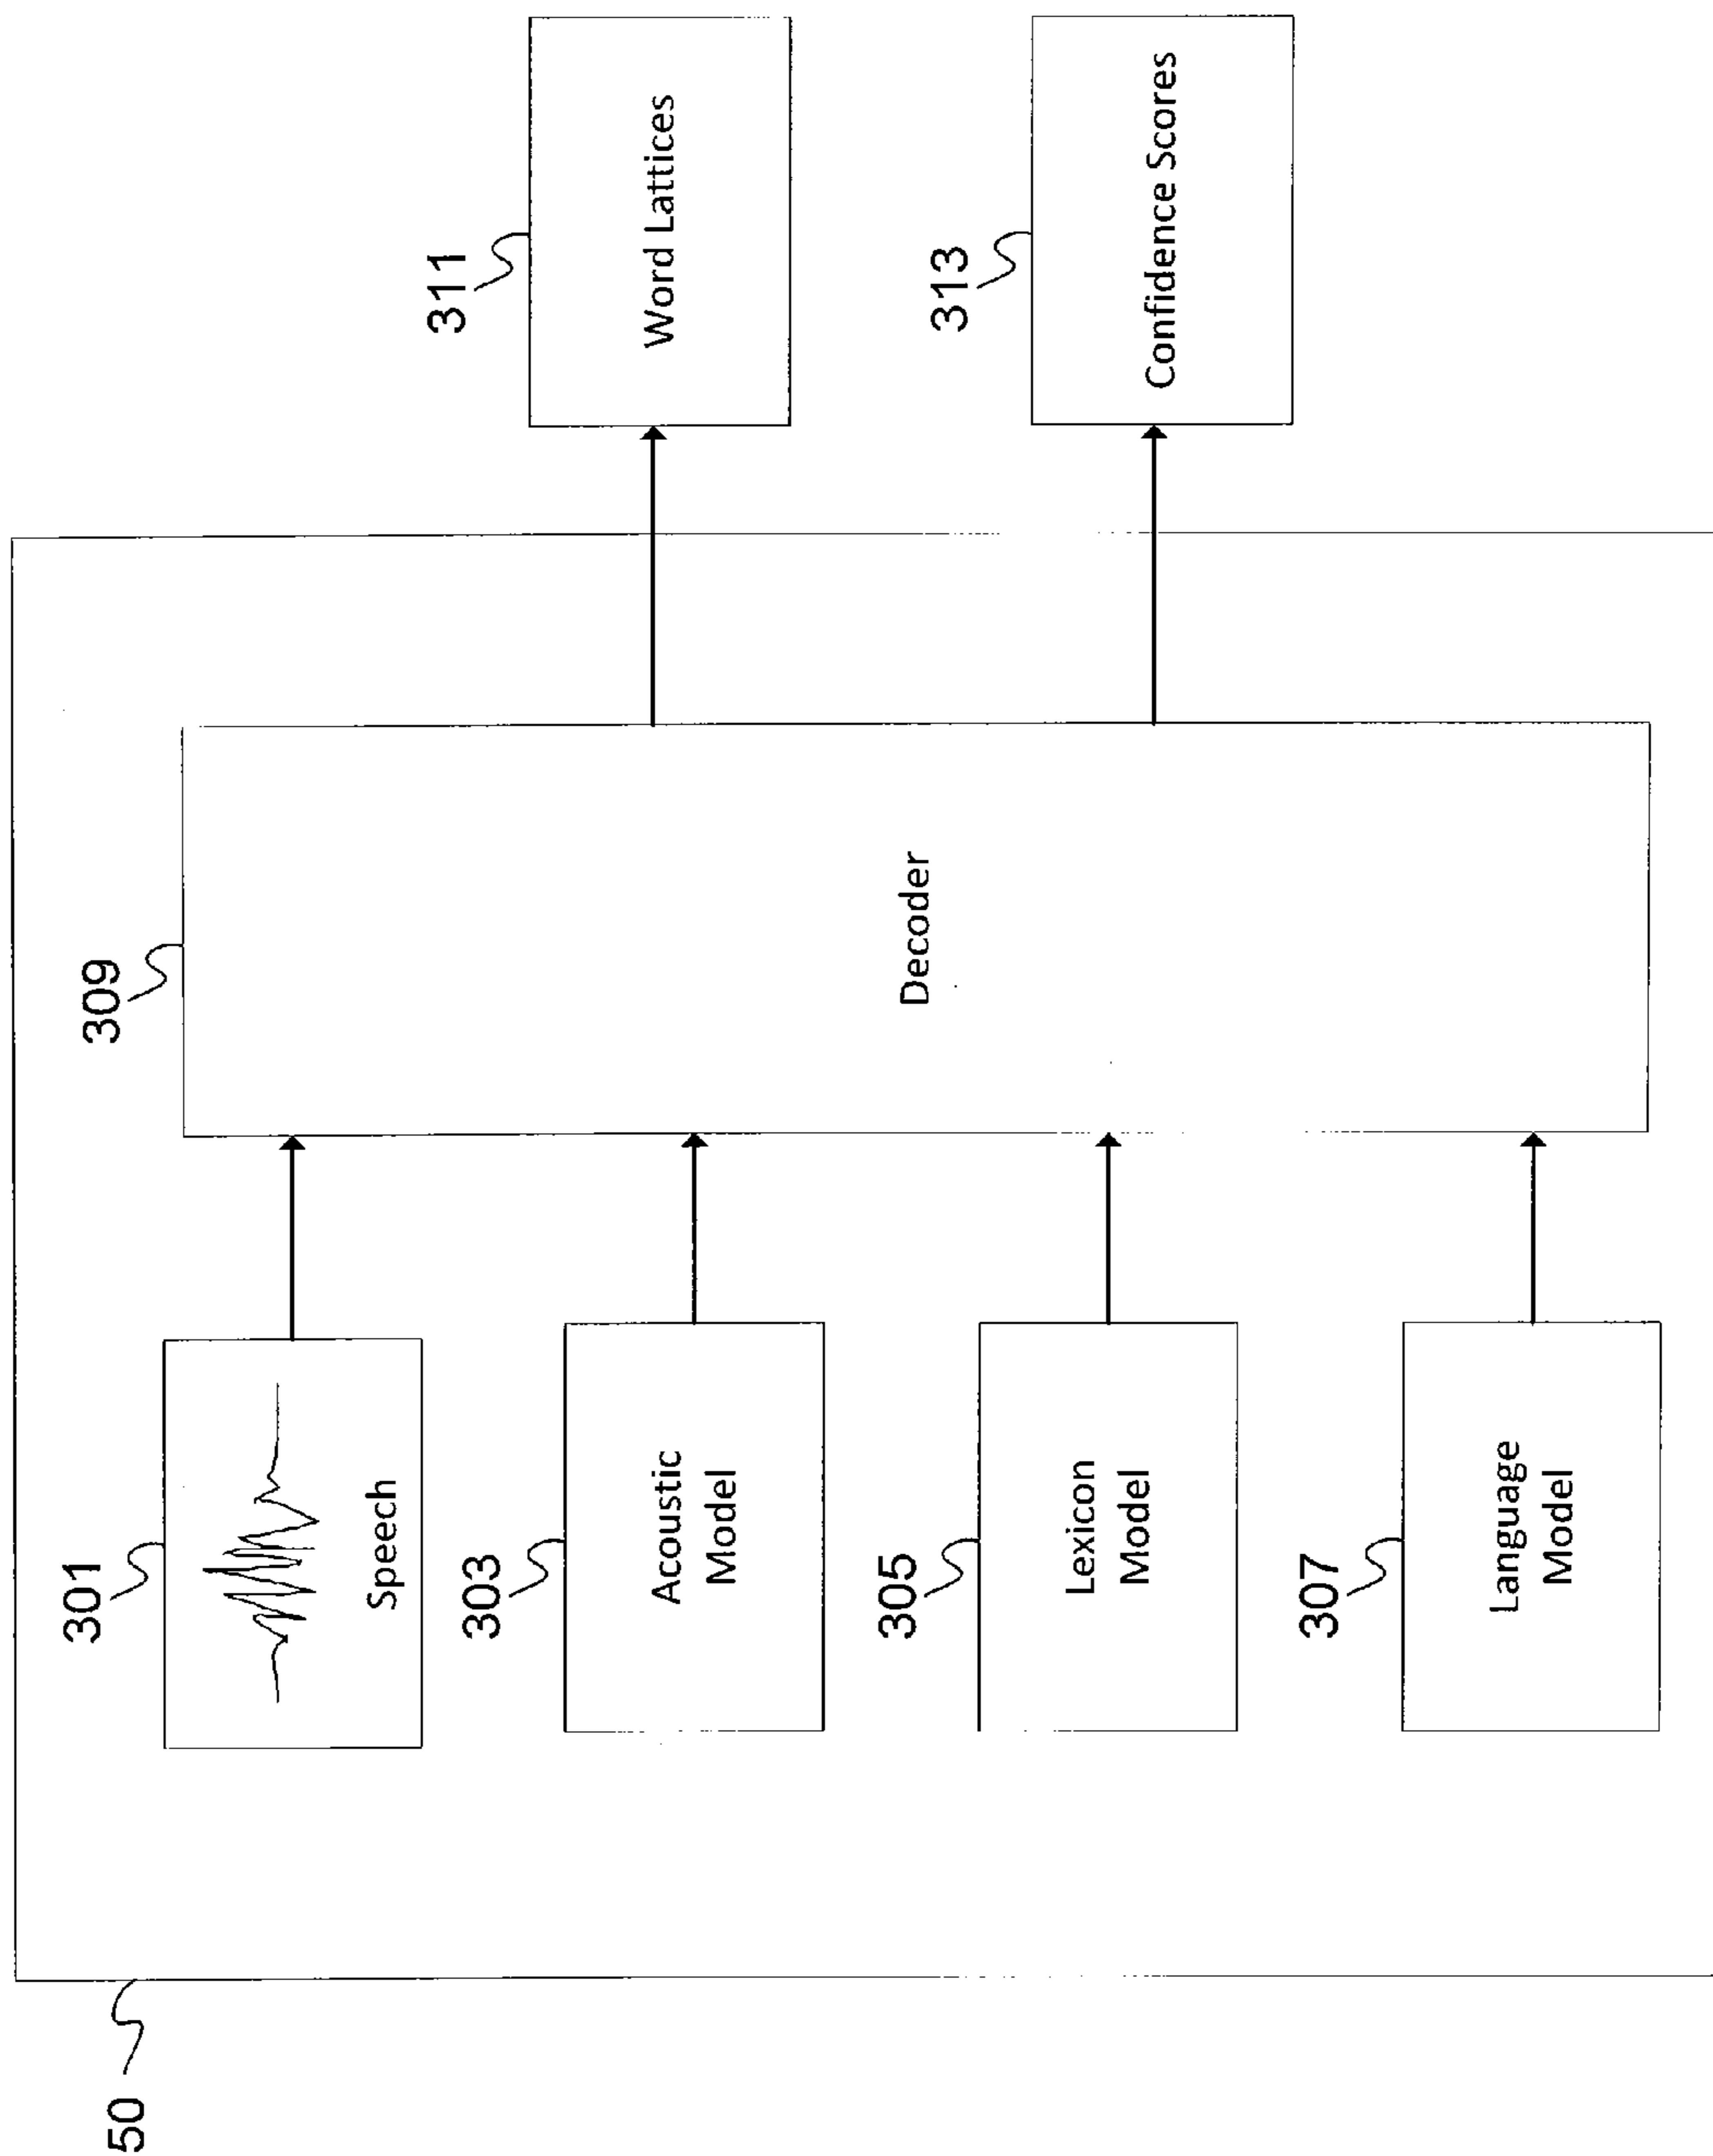 50
301
Speech
303
Acoustic
Model
305
Lexicon
Model
307
Language
Model
309
Decoder
311
Word Lattices
313
Confidence Scores